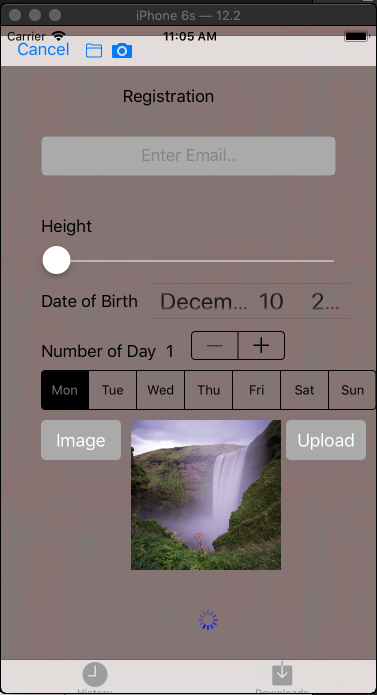 iPhone 6s — 12.2
Carrier 11:05 AM
Cancel
Registration
Enter Email..
Height
Date of Birth Decem... 10 2...
Number of Day 1 — +
Mon Tue Wed Thu Fri Sat Sun
Image Upload
History Downloads